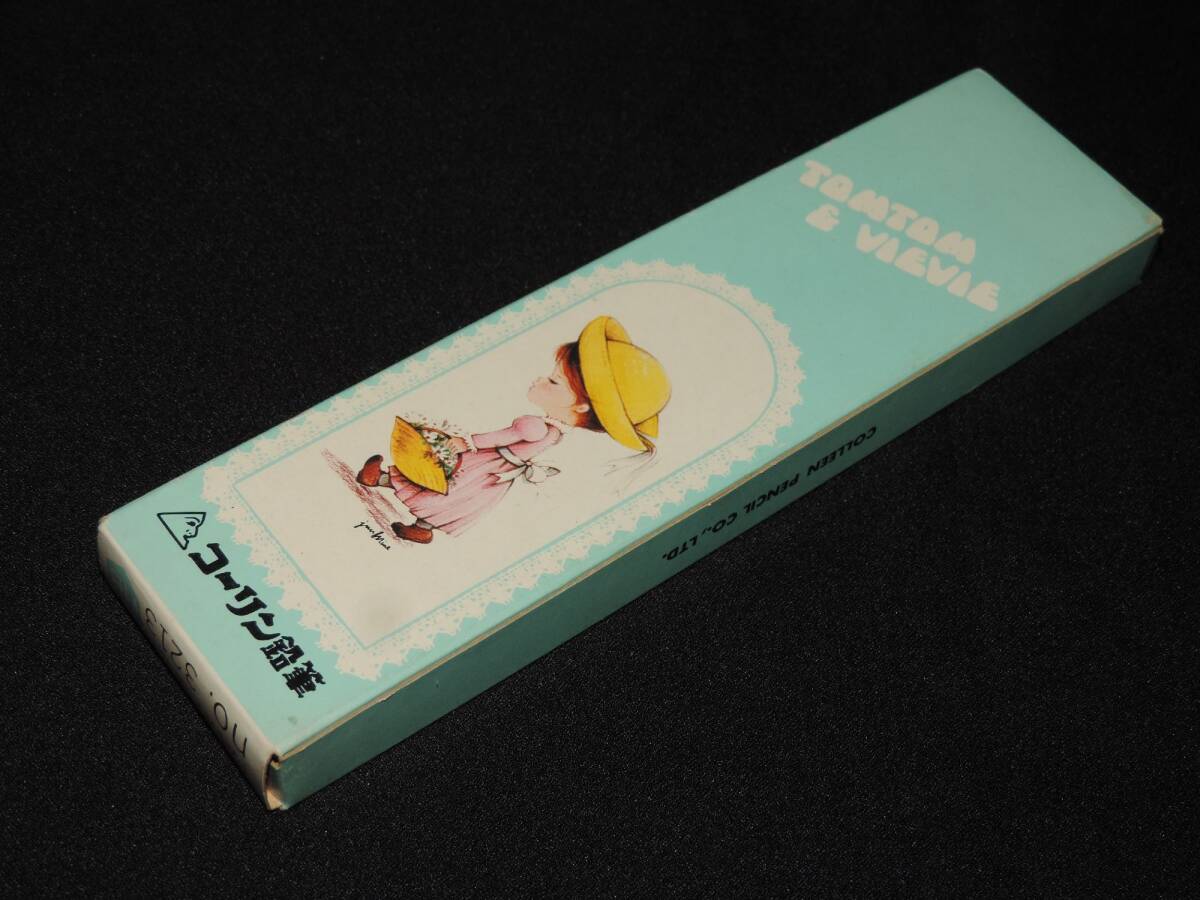 TOMTOM
& VIEVIE
コーリン鉛筆
COLLEEN PENCIL CO., LTD.
NO. 3213